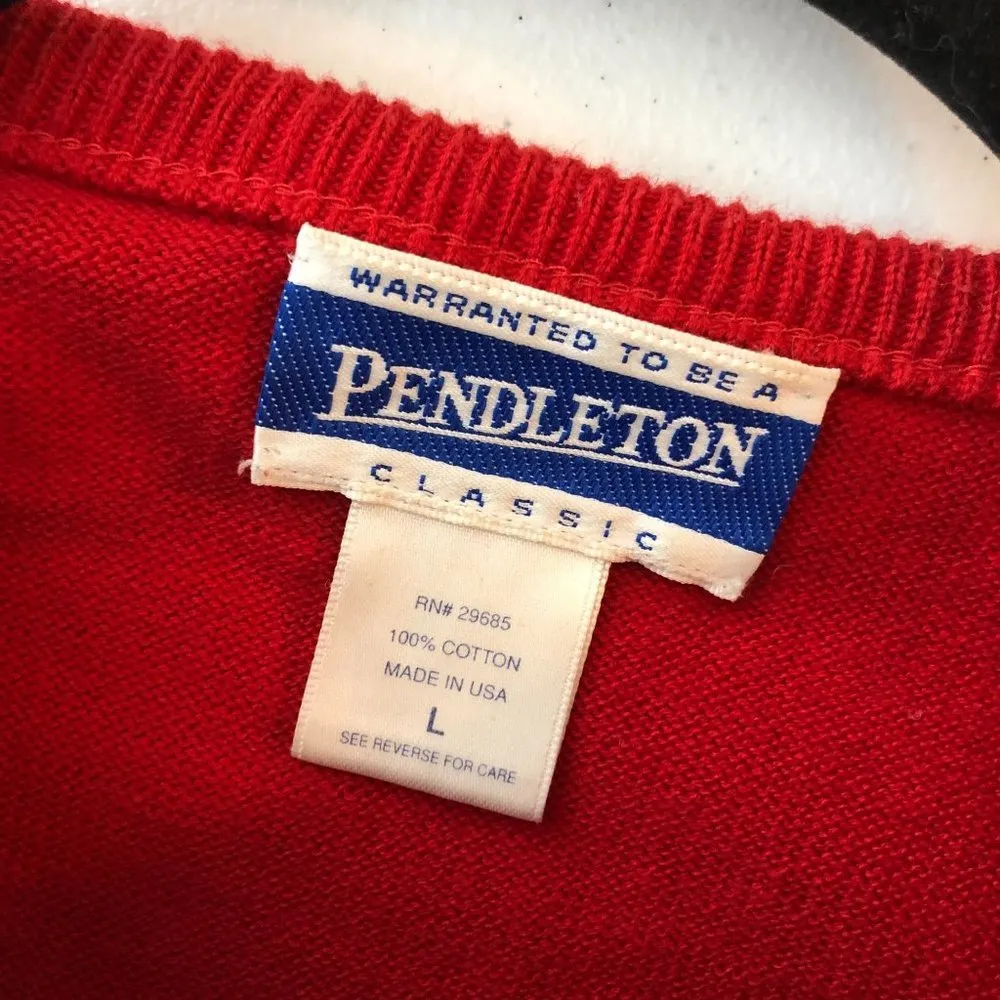 WARRANTED TO BE A
PENDLETON
CLASSIC
RN# 29685
100% COTTON
MADE IN USA
L
SEE REVERSE FOR CARE